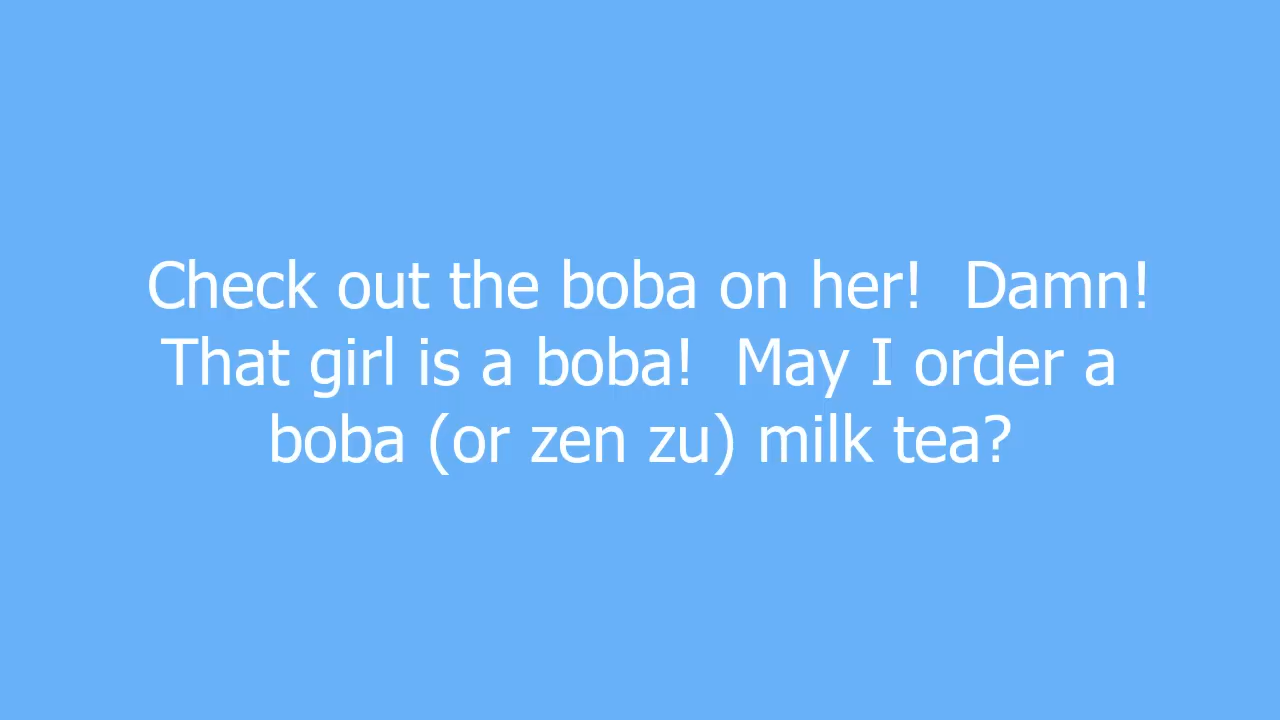 Check out the boba on her!  Damn!
That girl is a boba!  May I order a
boba (or zen zu) milk tea?